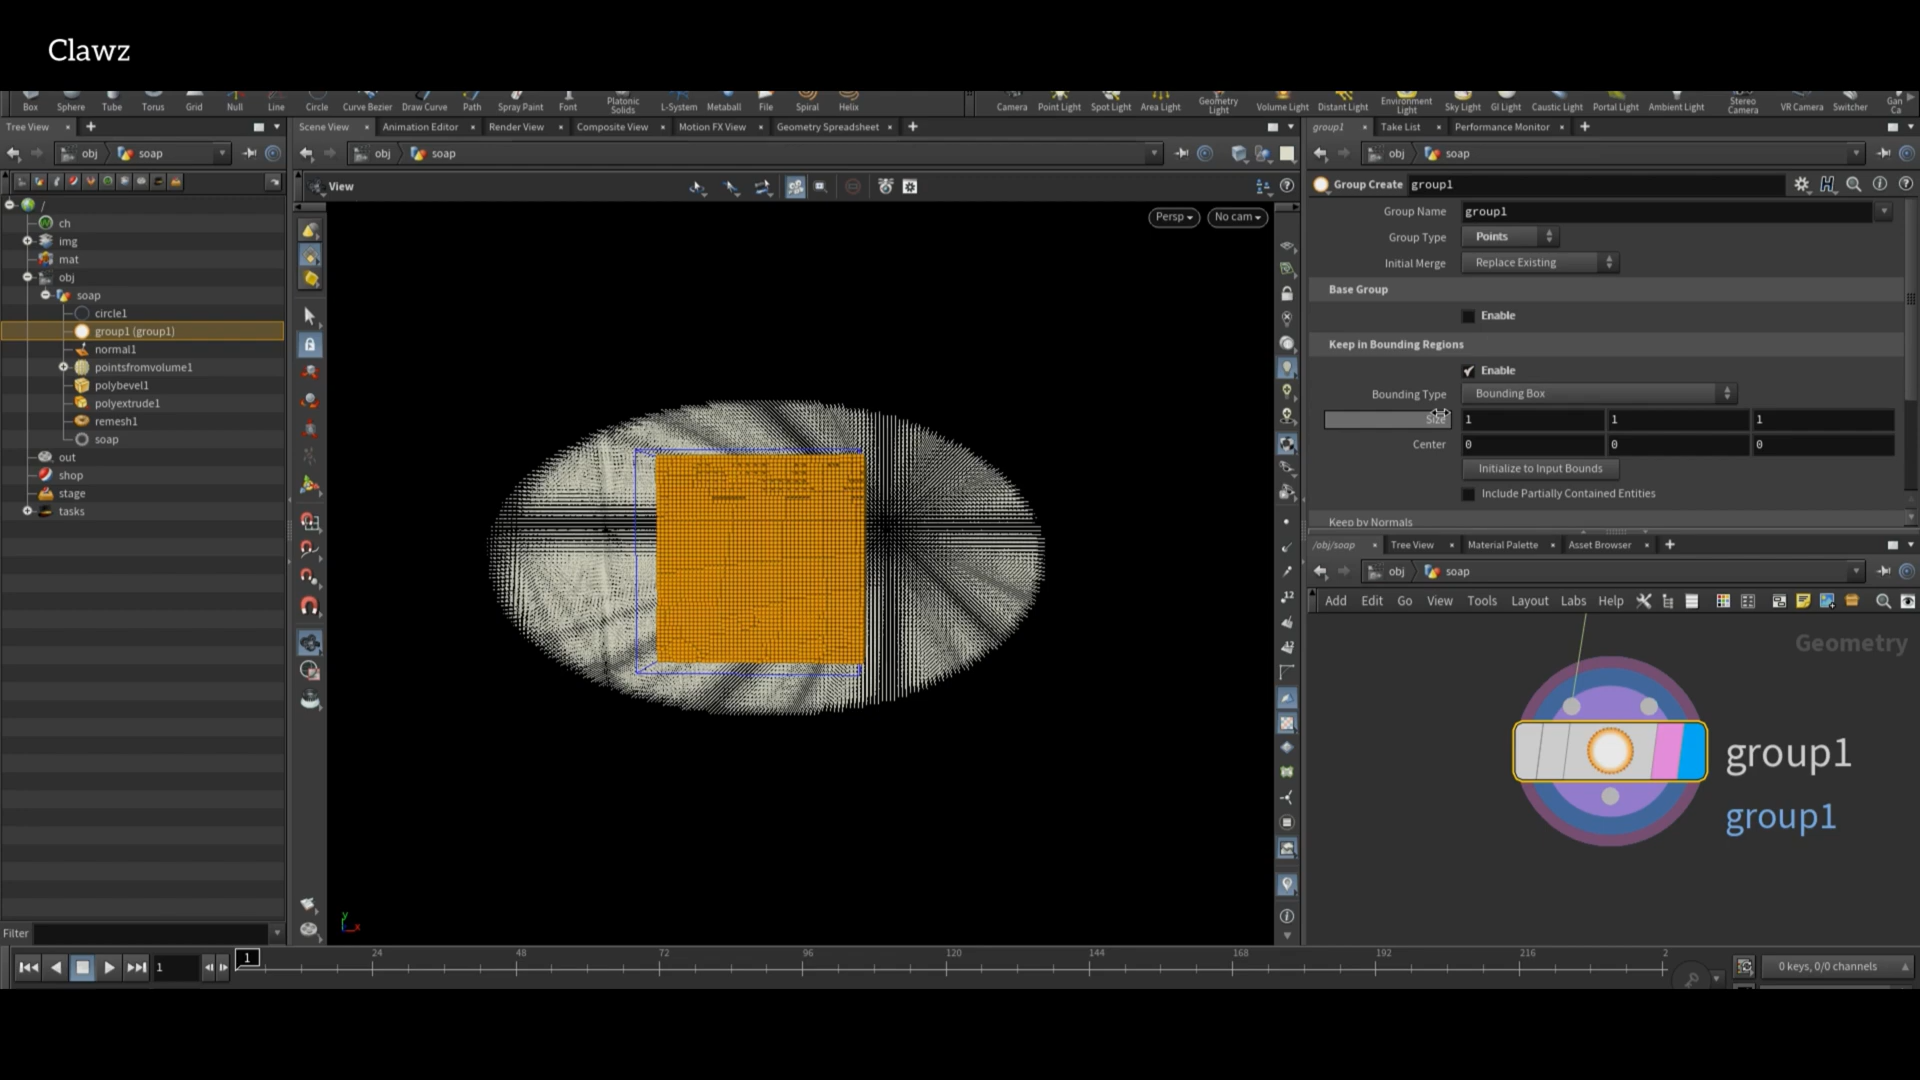 Clawz
Box Sphere Tube Torus Grid Null Line Circle Curve Bezier Draw Curve Path Spray Paint Font Platonic Solids L-System Metaball File Spiral Helix
Camera Point Light Spot Light Area Light Geometry Light Volume Light Distant Light Environment Light Sky Light GI Light Caustic Light Portal Light Ambient Light Stereo Camera VR Camera Switcher Gan Ca
Tree View
Scene View Animation Editor Render View Composite View Motion FX View Geometry Spreadsheet
group1 Take List Performance Monitor
obj soap
obj soap
obj soap
View
Persp No cam
Group Create group1
Group Name group1
Group Type Points
Initial Merge Replace Existing
Base Group
Enable
Keep in Bounding Regions
Enable
Bounding Type Bounding Box
Size 1 1 1
Center 0 0 0
Initialize to Input Bounds
Include Partially Contained Entities
Keep by Normals
/
ch
img
mat
obj
soap
circle1
group1 (group1)
normal1
pointsfromvolume1
polybevel1
polyextrude1
remesh1
soap
out
shop
stage
tasks
/obj/soap Tree View Material Palette Asset Browser
obj soap
Add Edit Go View Tools Layout Labs Help
Geometry
group1
group1
y
x
Filter
1
1
24 48 72 96 120 144 168 192 216 2
0 keys, 0/0 channels